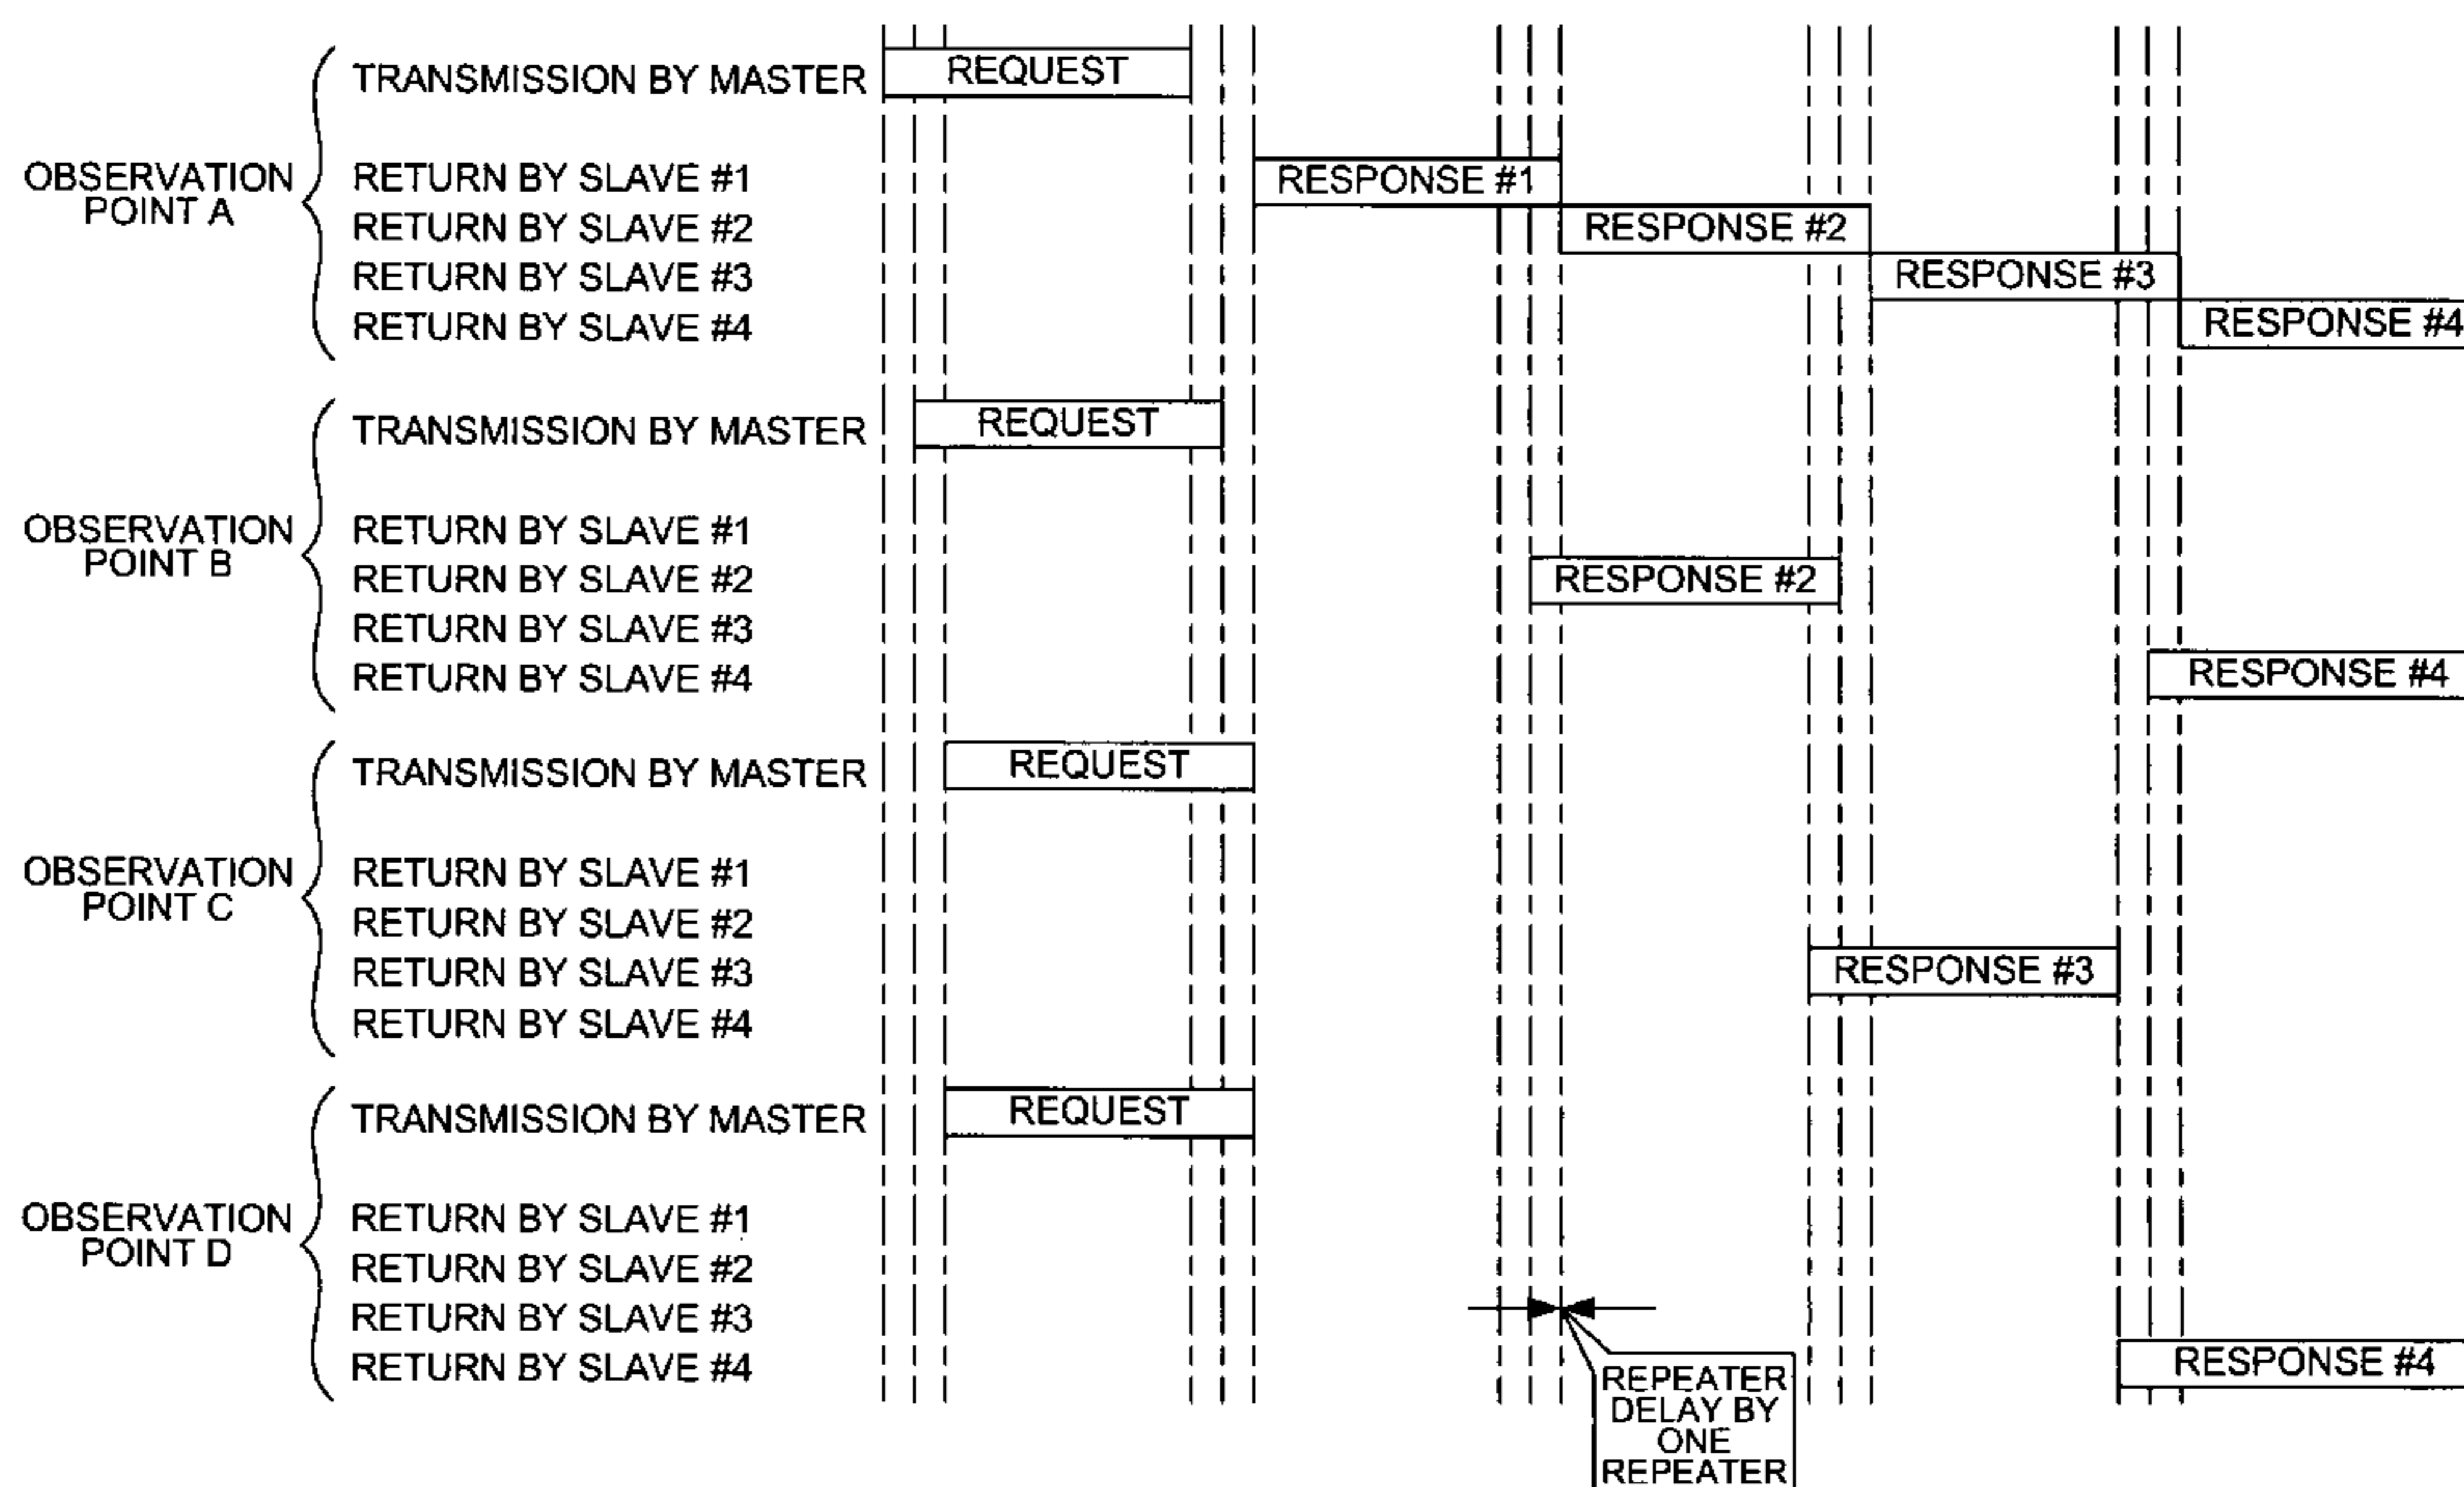 OBSERVATION
POINT A
TRANSMISSION BY MASTER
REQUEST
RETURN BY SLAVE #1
RESPONSE #1
RETURN BY SLAVE #2
RESPONSE #2
RETURN BY SLAVE #3
RESPONSE #3
RETURN BY SLAVE #4
RESPONSE #4
OBSERVATION
POINT B
TRANSMISSION BY MASTER
REQUEST
RETURN BY SLAVE #1
RETURN BY SLAVE #2
RESPONSE #2
RETURN BY SLAVE #3
RETURN BY SLAVE #4
RESPONSE #4
OBSERVATION
POINT C
TRANSMISSION BY MASTER
REQUEST
RETURN BY SLAVE #1
RETURN BY SLAVE #2
RETURN BY SLAVE #3
RESPONSE #3
RETURN BY SLAVE #4
OBSERVATION
POINT D
TRANSMISSION BY MASTER
REQUEST
RETURN BY SLAVE #1
RETURN BY SLAVE #2
RETURN BY SLAVE #3
RETURN BY SLAVE #4
RESPONSE #4
REPEATER
DELAY BY
ONE
REPEATER